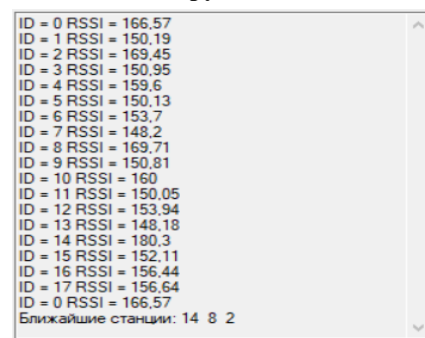 ID = 0 RSSI = 166,57
ID = 1 RSSI = 150,19
ID = 2 RSSI = 169,45
ID = 3 RSSI = 150,95
ID = 4 RSSI = 159,6
ID = 5 RSSI = 150,13
ID = 6 RSSI = 153,7
ID = 7 RSSI = 148,2
ID = 8 RSSI = 169,71
ID = 9 RSSI = 150,81
ID = 10 RSSI = 160
ID = 11 RSSI = 150,05
ID = 12 RSSI = 153,94
ID = 13 RSSI = 148,18
ID = 14 RSSI = 180,3
ID = 15 RSSI = 152,11
ID = 16 RSSI = 156,44
ID = 17 RSSI = 156,64
ID = 0 RSSI = 166,57
Ближайшие станции: 14 8 2